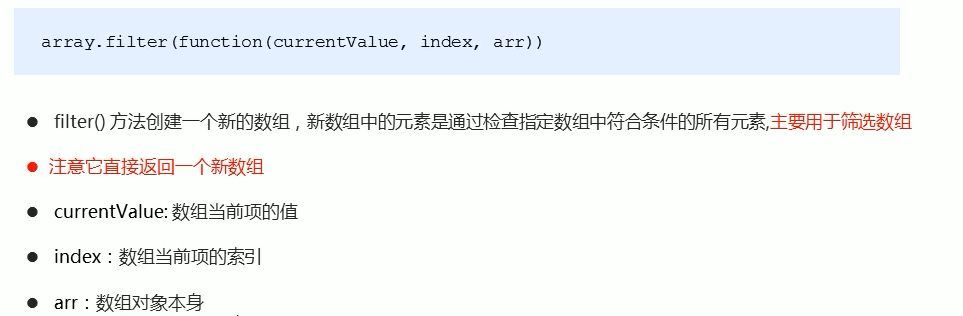 array.filter(function(currentValue, index, arr))
● filter() 方法创建一个新的数组，新数组中的元素是通过检查指定数组中符合条件的所有元素,主要用于筛选数组
● 注意它直接返回一个新数组
● currentValue: 数组当前项的值
● index：数组当前项的索引
● arr：数组对象本身